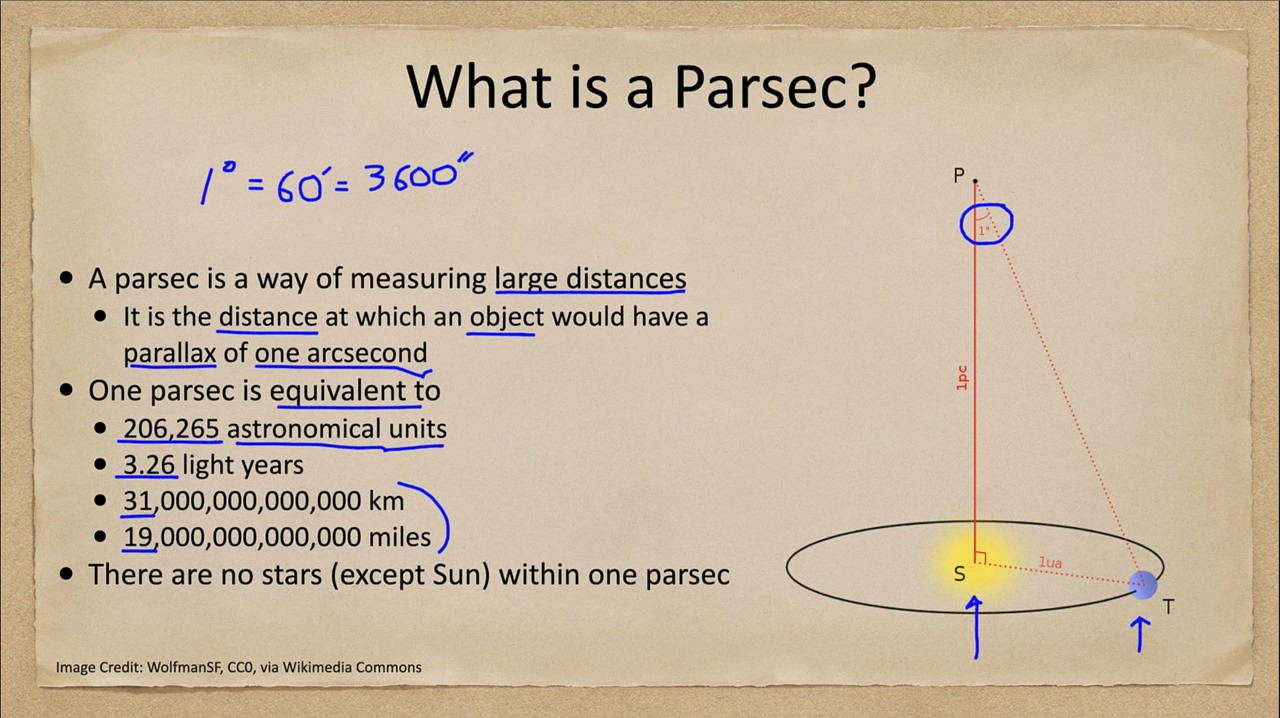 What is a Parsec?
1° = 60′ = 3600″
• A parsec is a way of measuring large distances
• It is the distance at which an object would have a
parallax of one arcsecond
• One parsec is equivalent to
• 206,265 astronomical units
• 3.26 light years
• 31,000,000,000,000 km
• 19,000,000,000,000 miles
• There are no stars (except Sun) within one parsec
Image Credit: WolfmanSF, CC0, via Wikimedia Commons
P
1"
1pc
S
1ua
T